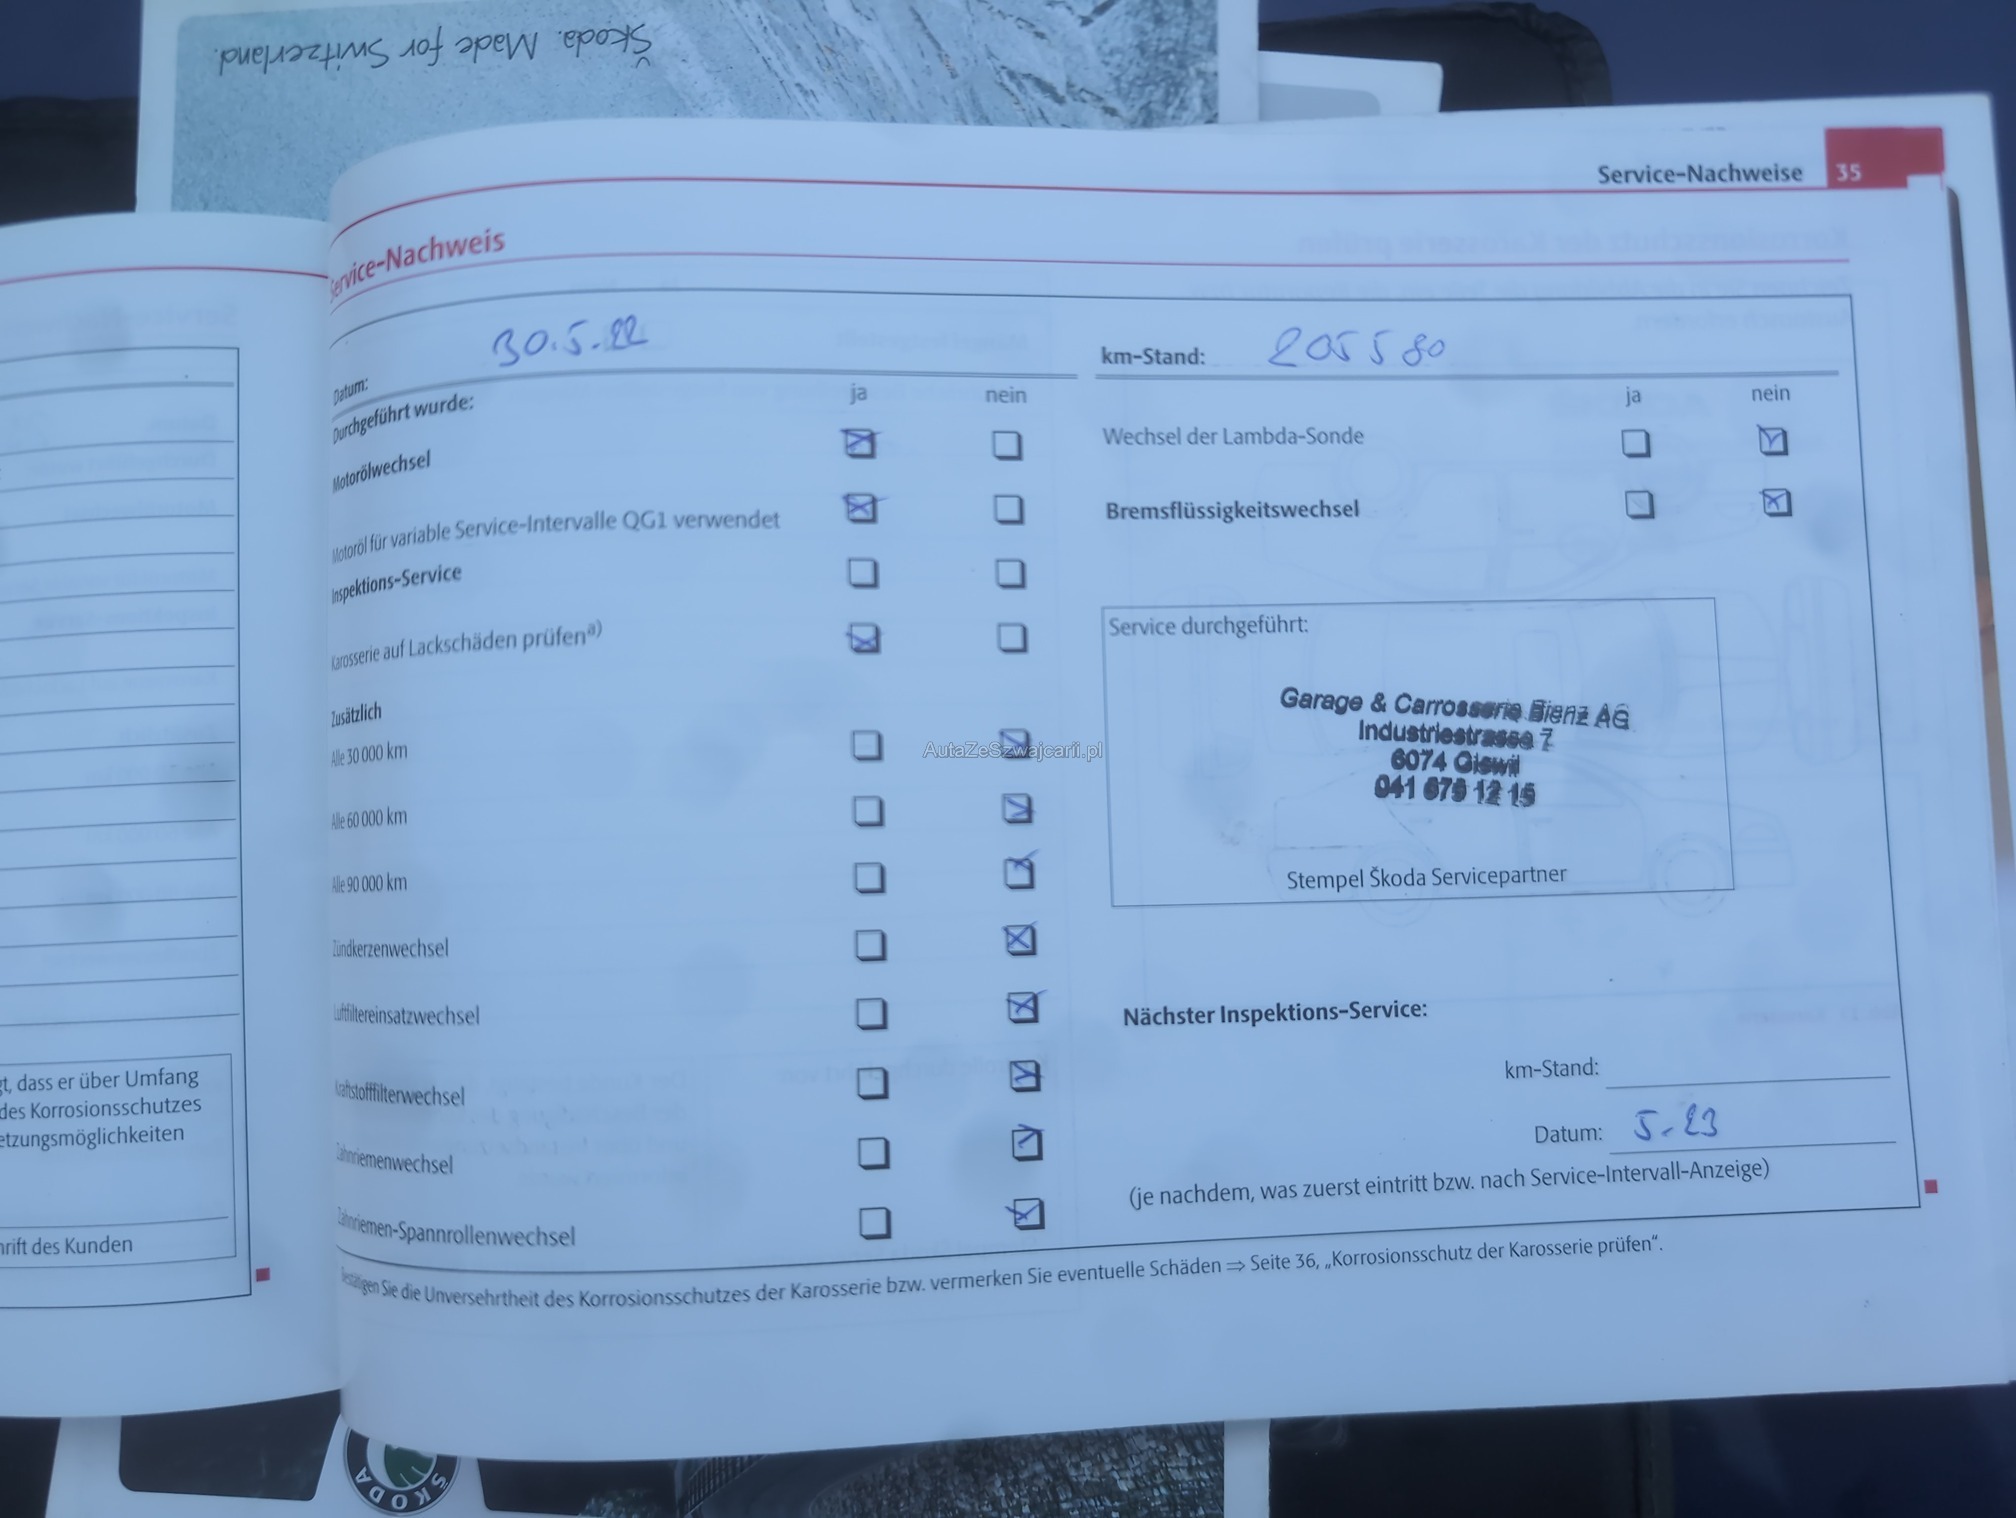 Škoda. Made for Switzerland.
Service-Nachweise 35
Service-Nachweis
Datum: 30.5.22
km-Stand: 205580
Durchgeführt wurde: ja nein
Motorölwechsel
Motoröl für variable Service-Intervalle QG1 verwendet
Inspektions-Service
Karosserie auf Lackschäden prüfena)
Zusätzlich
Alle 30 000 km
Alle 60 000 km
Alle 90 000 km
Zündkerzenwechsel
Luftfiltereinsatzwechsel
Kraftstofffilterwechsel
Zahnriemenwechsel
Zahnriemen-Spannrollenwechsel
ja nein
Wechsel der Lambda-Sonde
Bremsflüssigkeitswechsel
Service durchgeführt:
Garage & Carrosserie Bienz AG
Industriestrasse 7
6074 Giswil
041 675 12 15
Stempel Škoda Servicepartner
Nächster Inspektions-Service:
km-Stand:
Datum: 5-23
(je nachdem, was zuerst eintritt bzw. nach Service-Intervall-Anzeige)
Bestätigen Sie die Unversehrtheit des Korrosionsschutzes der Karosserie bzw. vermerken Sie eventuelle Schäden ⇒ Seite 36, „Korrosionsschutz der Karosserie prüfen“.
AutaZeSzwajcarii.pl
dass er über Umfang
des Korrosionsschutzes
des Kunden
ŠKODA